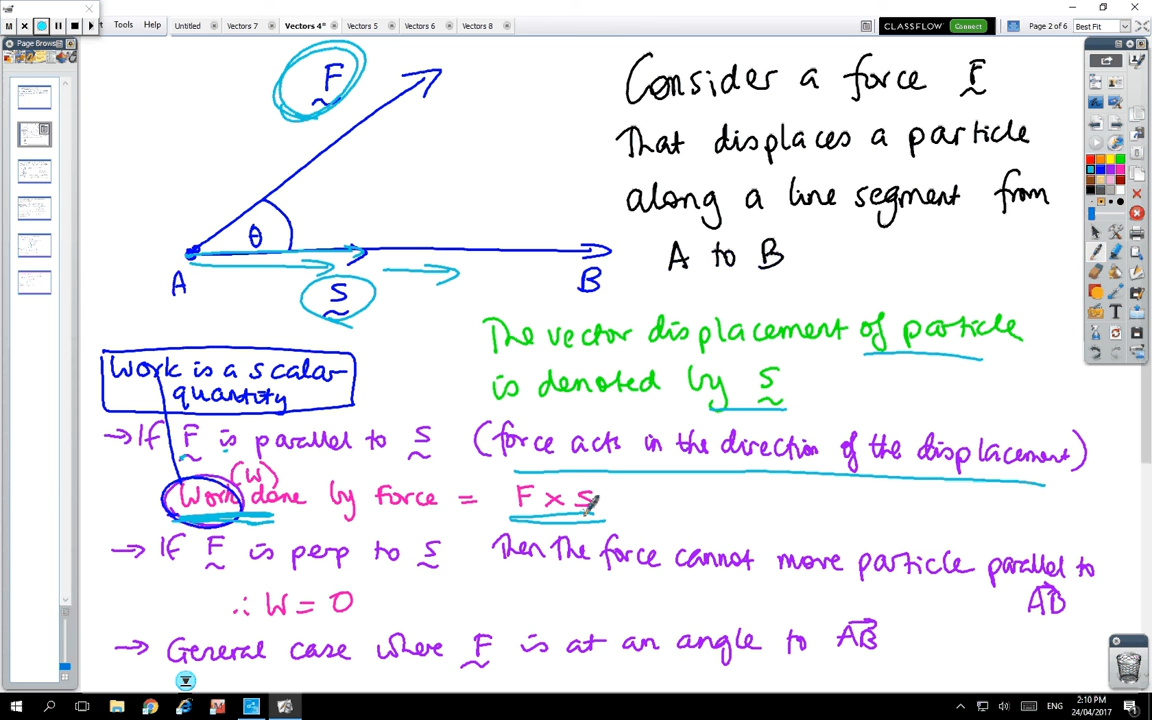 Tools Help Untitled Vectors 7 Vectors 4* Vectors 5 Vectors 6 Vectors 8 CLASSFLOW Connect Page 2 of 6 Best Fit
Page Brows
F
θ
A
S
B
Consider a force F
That displaces a particle
along a line segment from
A to B
The vector displacement of particle
is denoted by S
Work is a scalar
quantity
→ If F is parallel to S (force acts in the direction of the displacement)
(W)
Work done by Force = F × S
→ If F is perp to S Then The force cannot move particle parallel to
AB
∴ W = 0
→ General case where F is at an angle to AB
ENG
2:10 PM
24/04/2017